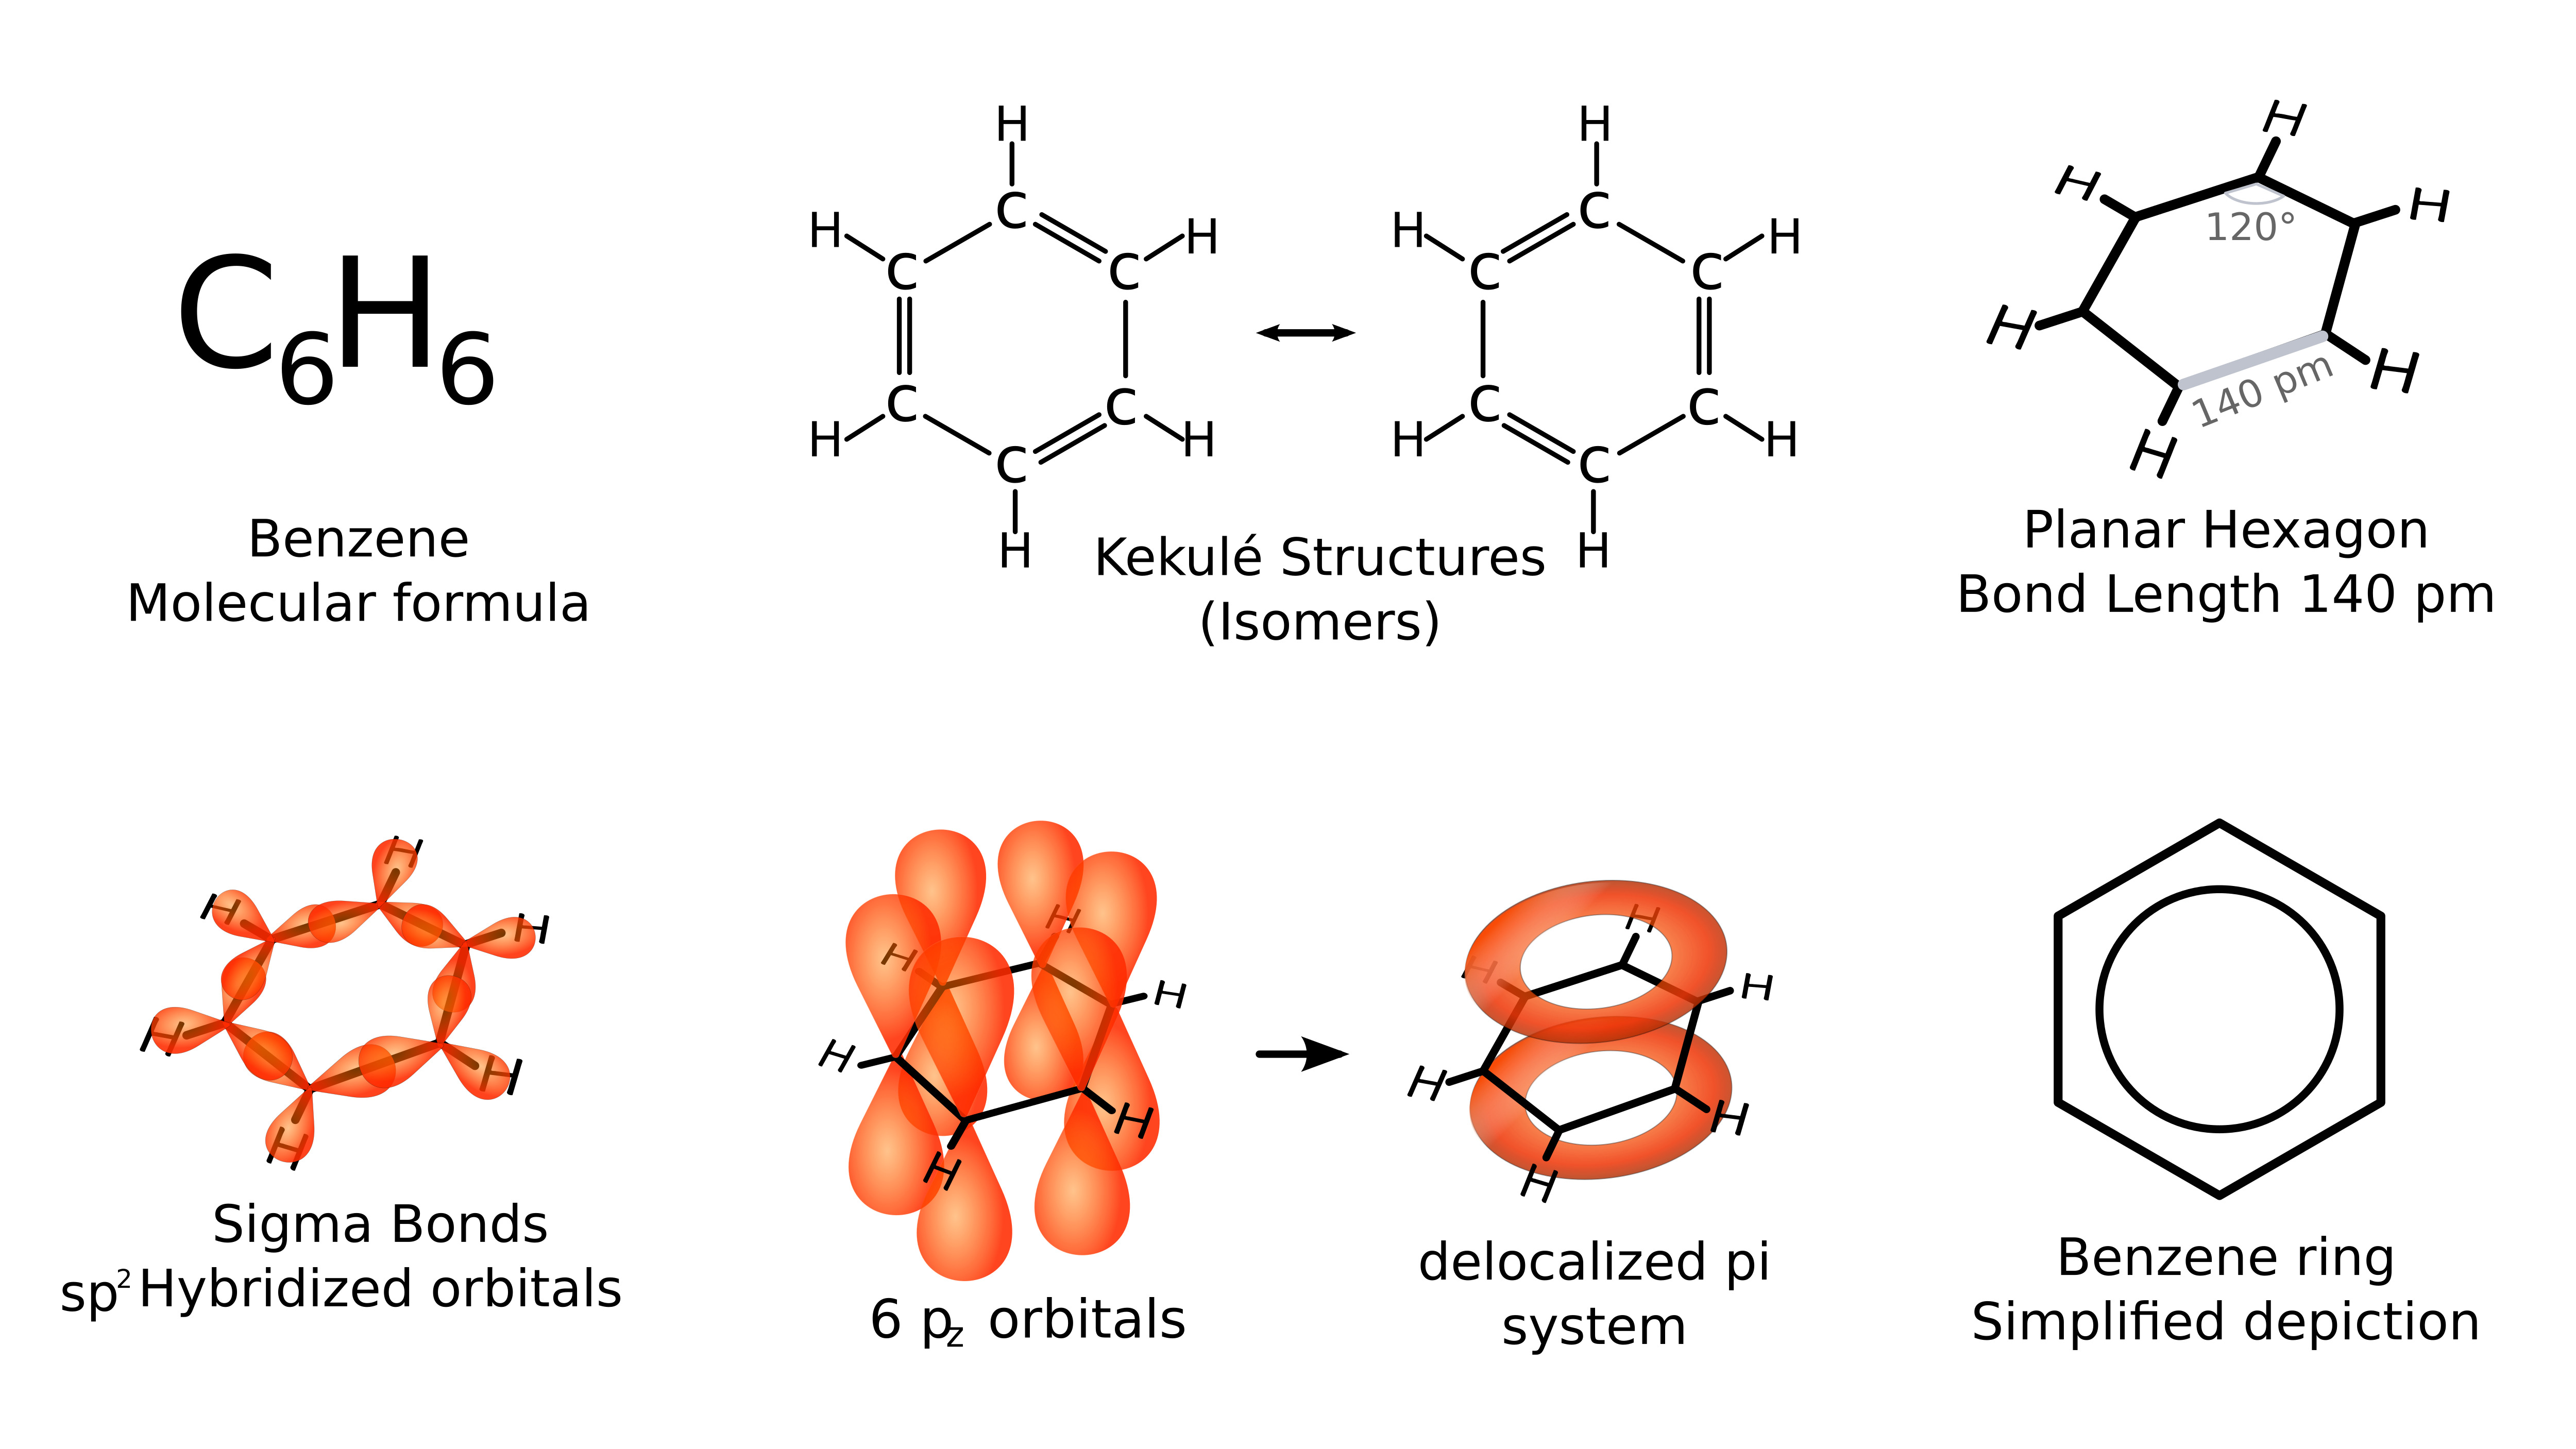 C6H6
Benzene
Molecular formula
H
H
C
H
C
C
C
C
H
C
H
H
Kekulé Structures
(Isomers)
H
H
C
H
C
C
C
C
H
C
H
H
H
H
H
120°
H
140 pm
H
H
Planar Hexagon
Bond Length 140 pm
H
H
H
H
H
H
Sigma Bonds
sp2 Hybridized orbitals
H
H
H
H
H
H
6 pz orbitals
H
H
H
H
H
H
delocalized pi
system
Benzene ring
Simplified depiction